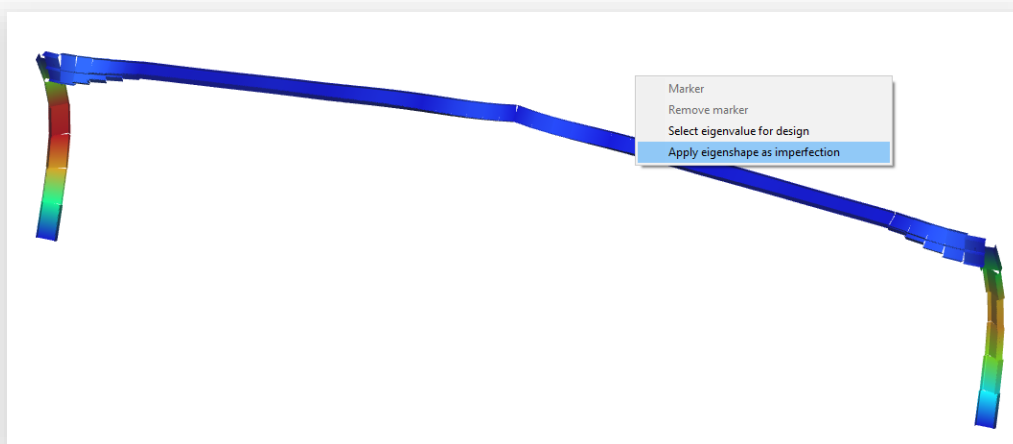 Marker
Remove marker
Select eigenvalue for design
Apply eigenshape as imperfection